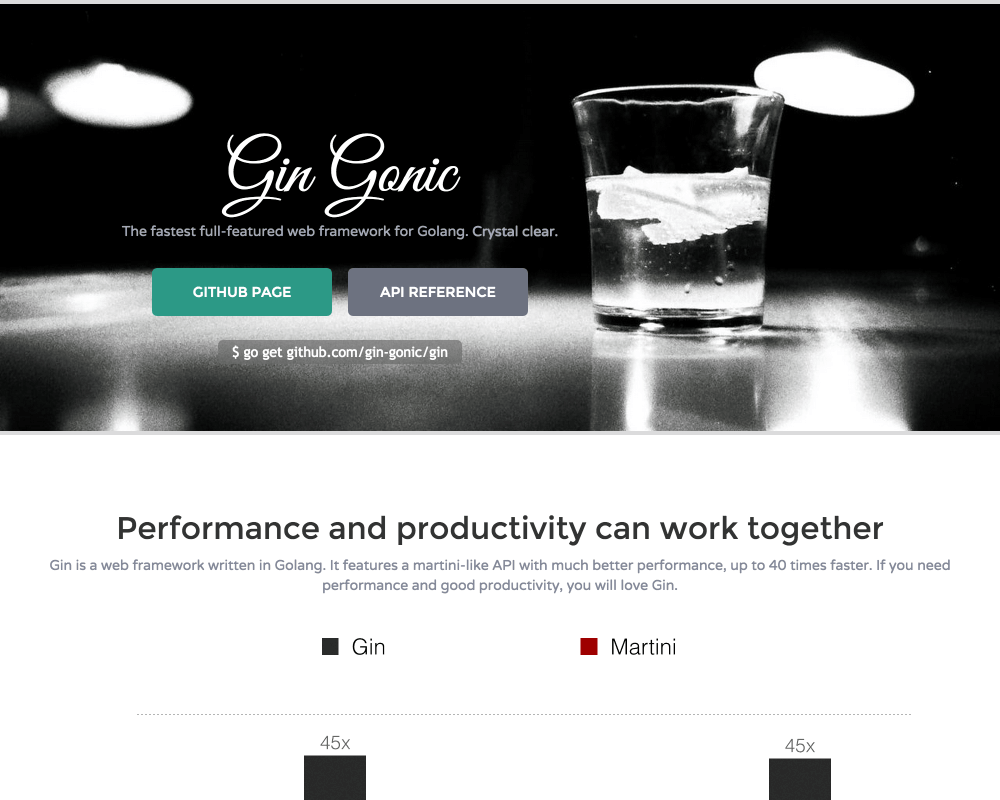 Gin Gonic
The fastest full-featured web framework for Golang. Crystal clear.
GITHUB PAGE
API REFERENCE
$ go get github.com/gin-gonic/gin
Performance and productivity can work together
Gin is a web framework written in Golang. It features a martini-like API with much better performance, up to 40 times faster. If you need
performance and good productivity, you will love Gin.
Gin
Martini
45x
45x